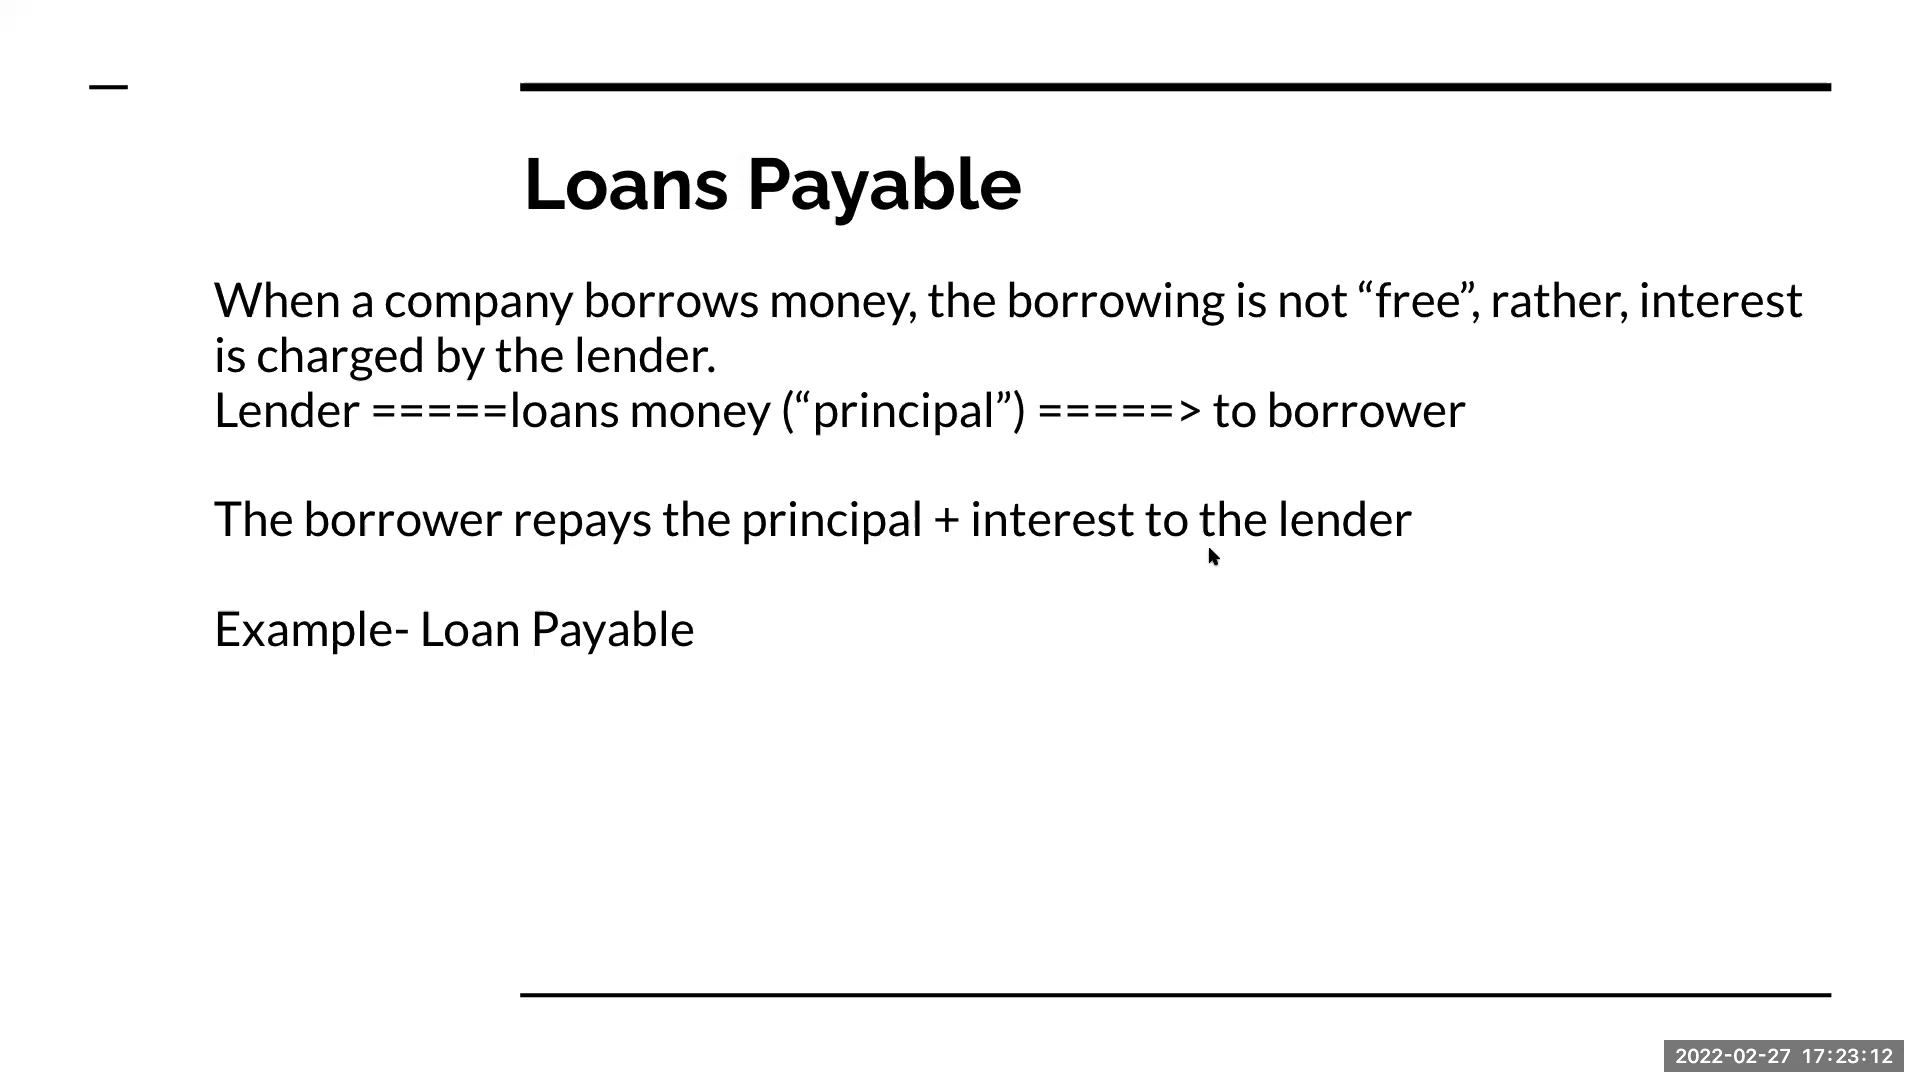 Loans Payable
When a company borrows money, the borrowing is not “free”, rather, interest
is charged by the lender.
Lender =====loans money (“principal”) =====> to borrower
The borrower repays the principal + interest to the lender
Example- Loan Payable
2022-02-27 17:23:12